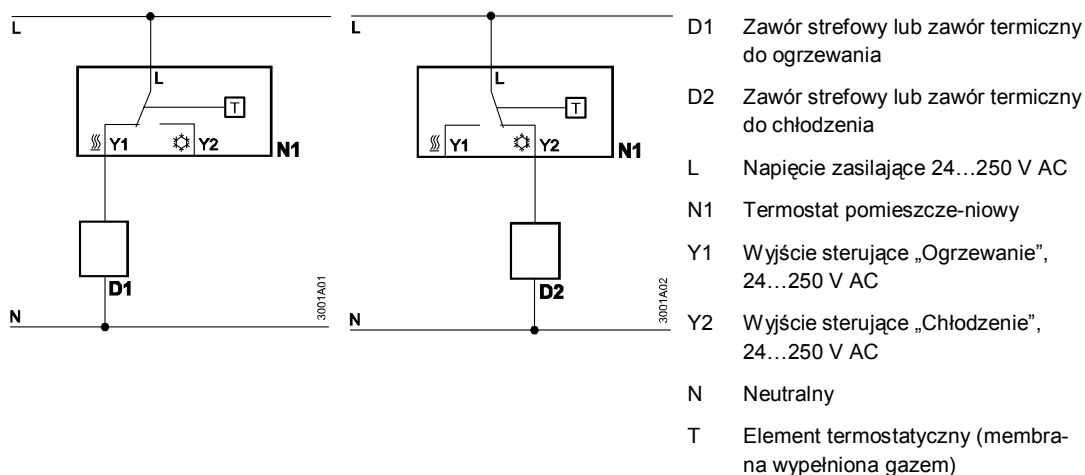 L
L
T
Y1
Y2
N1
D1
N
3001A01
L
L
T
Y1
Y2
N1
D2
N
3001A02
D1 Zawór strefowy lub zawór termiczny
do ogrzewania
D2 Zawór strefowy lub zawór termiczny
do chłodzenia
L Napięcie zasilające 24…250 V AC
N1 Termostat pomieszcze-niowy
Y1 Wyjście sterujące „Ogrzewanie”,
24…250 V AC
Y2 Wyjście sterujące „Chłodzenie”,
24…250 V AC
N Neutralny
T Element termostatyczny (membra-
na wypełniona gazem)